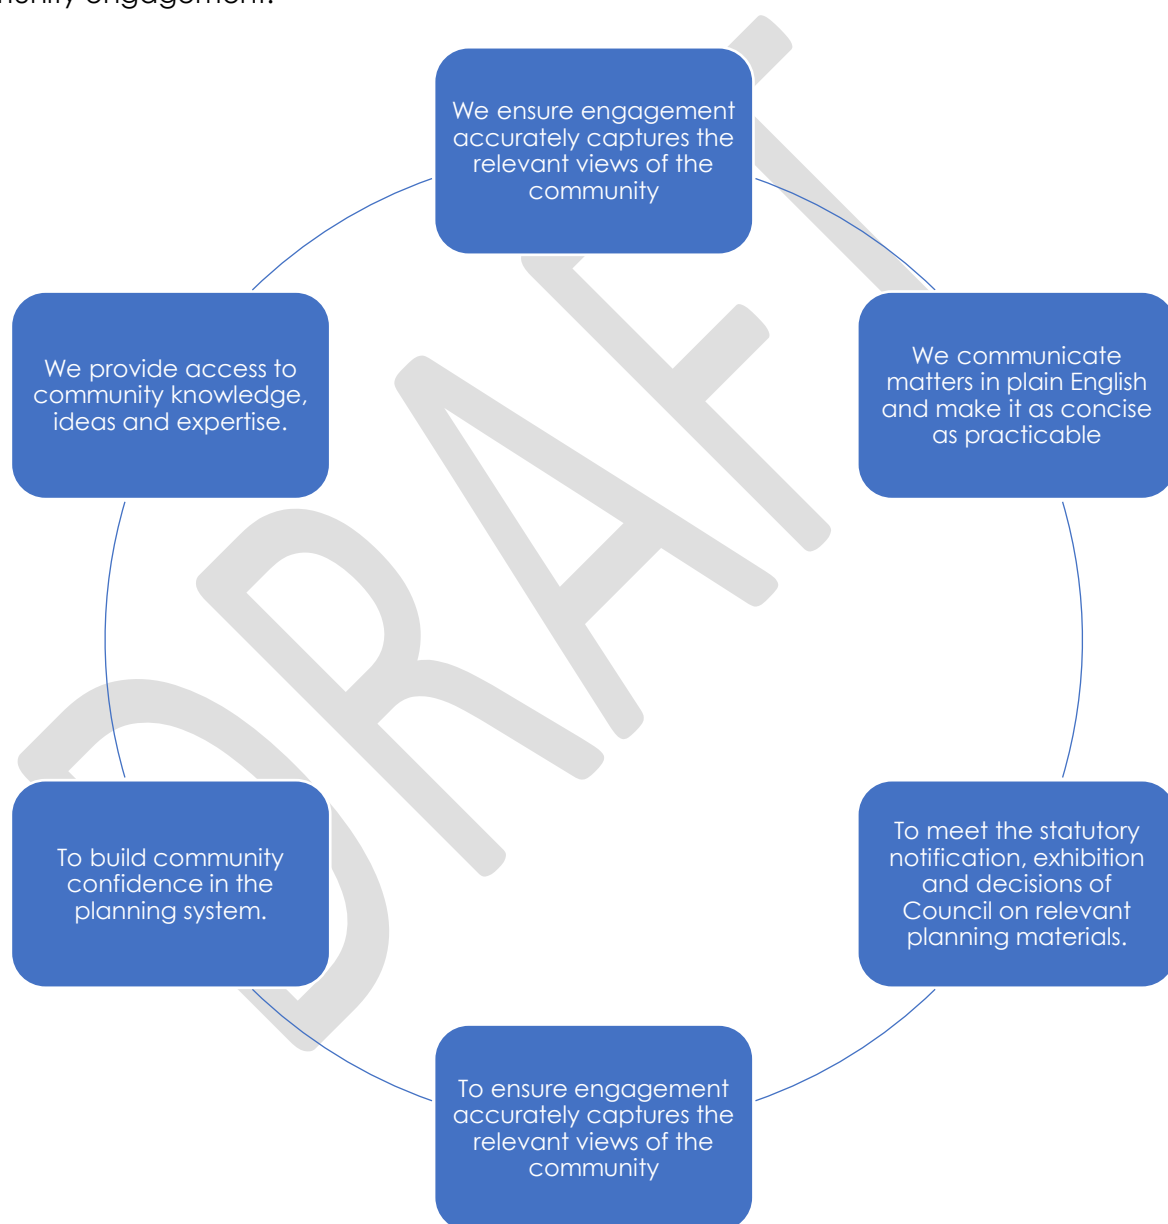 engagement.
We ensure engagement
accurately captures the
relevant views of the
community
We communicate
matters in plain English
and make it as concise
as practicable
To meet the statutory
notification, exhibition
and decisions of
Council on relevant
planning materials.
To ensure engagement
accurately captures the
relevant views of the
community
To build community
confidence in the
planning system.
We provide access to
community knowledge,
ideas and expertise.
DRAFT